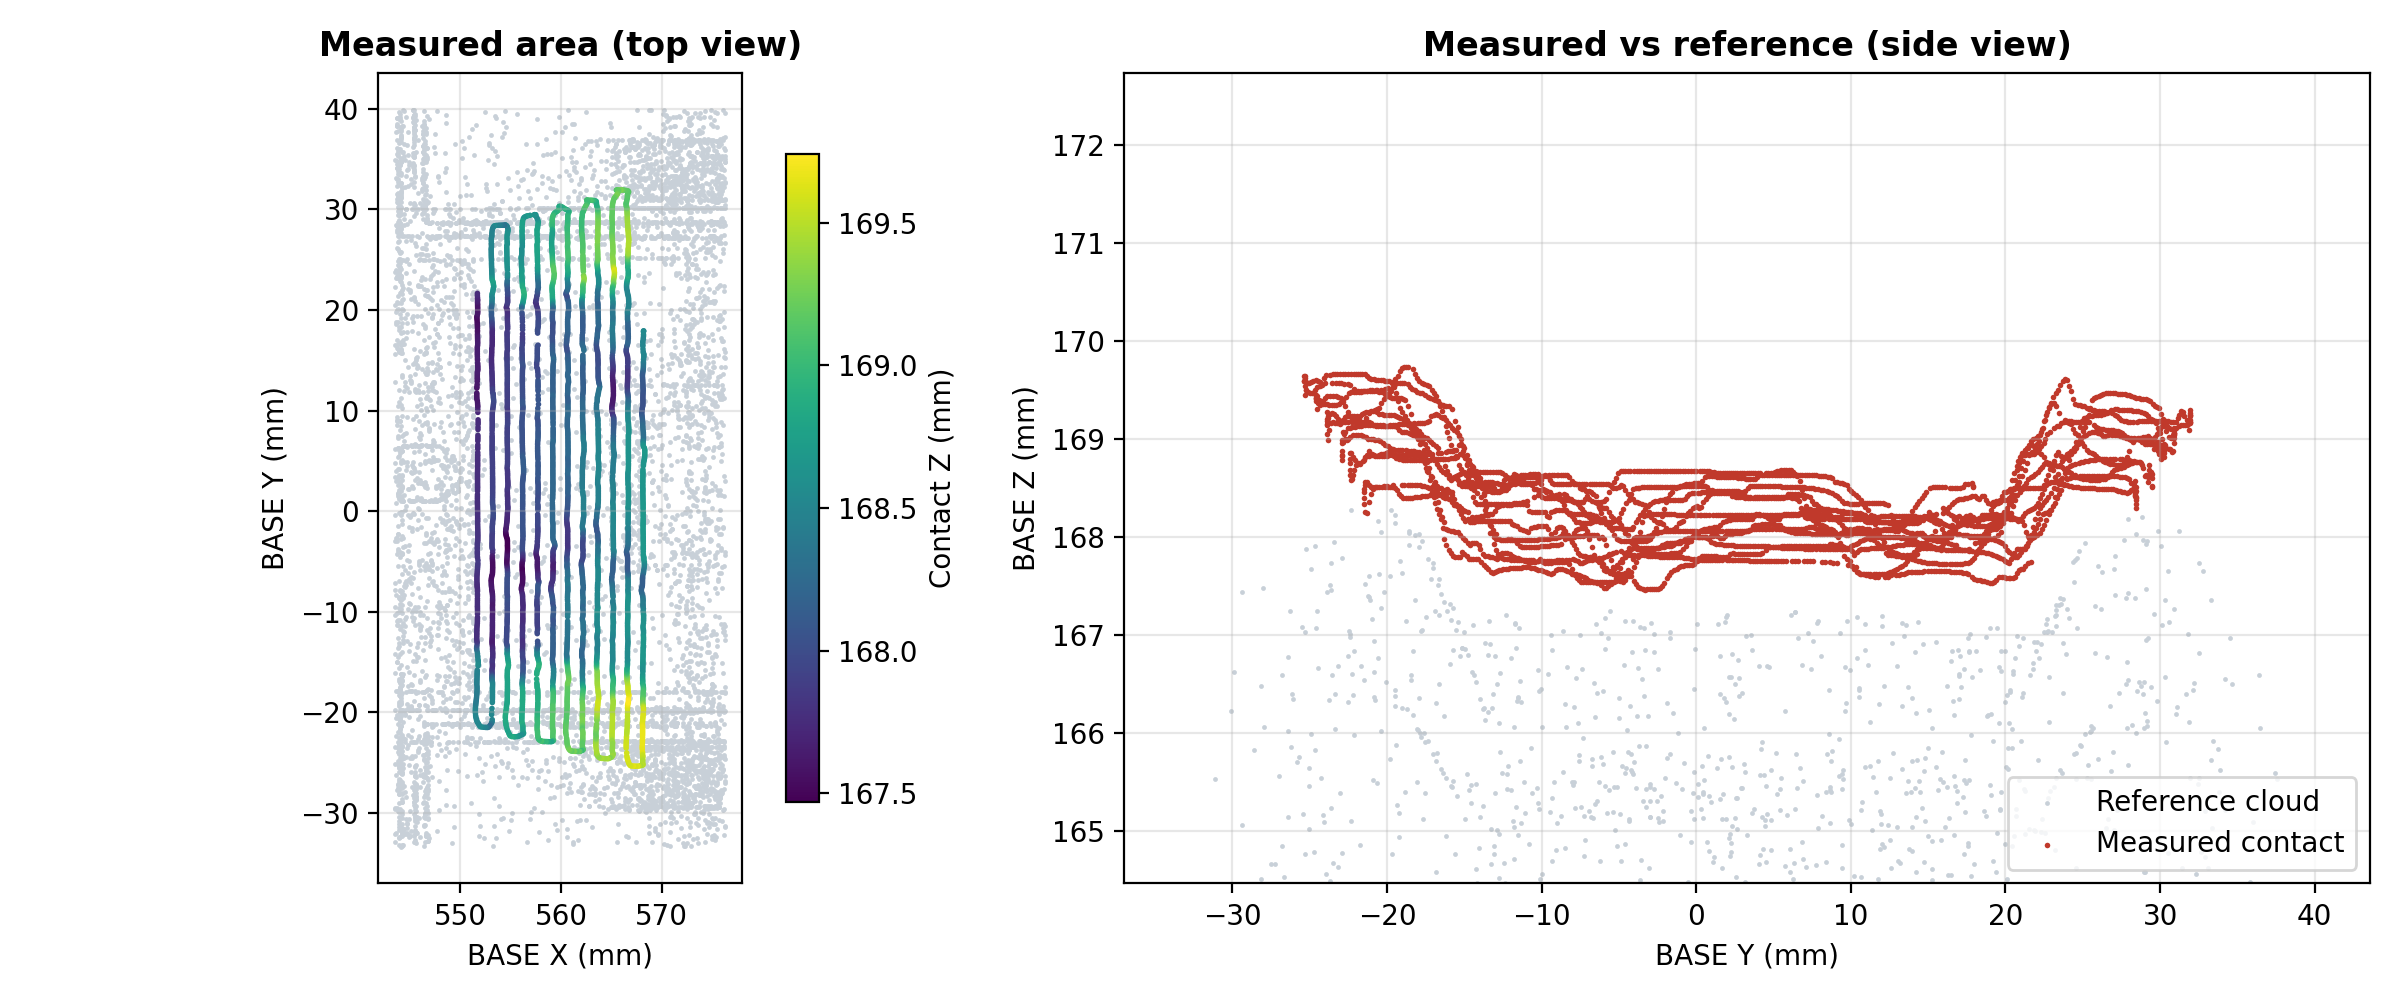 Measured area (top view)
40
30
20
10
0
−10
−20
−30
BASE Y (mm)
550 560 570
BASE X (mm)
169.5
169.0
168.5
168.0
167.5
Contact Z (mm)
Measured vs reference (side view)
172
171
170
169
168
167
166
165
BASE Z (mm)
−30 −20 −10 0 10 20 30 40
BASE Y (mm)
Reference cloud
Measured contact